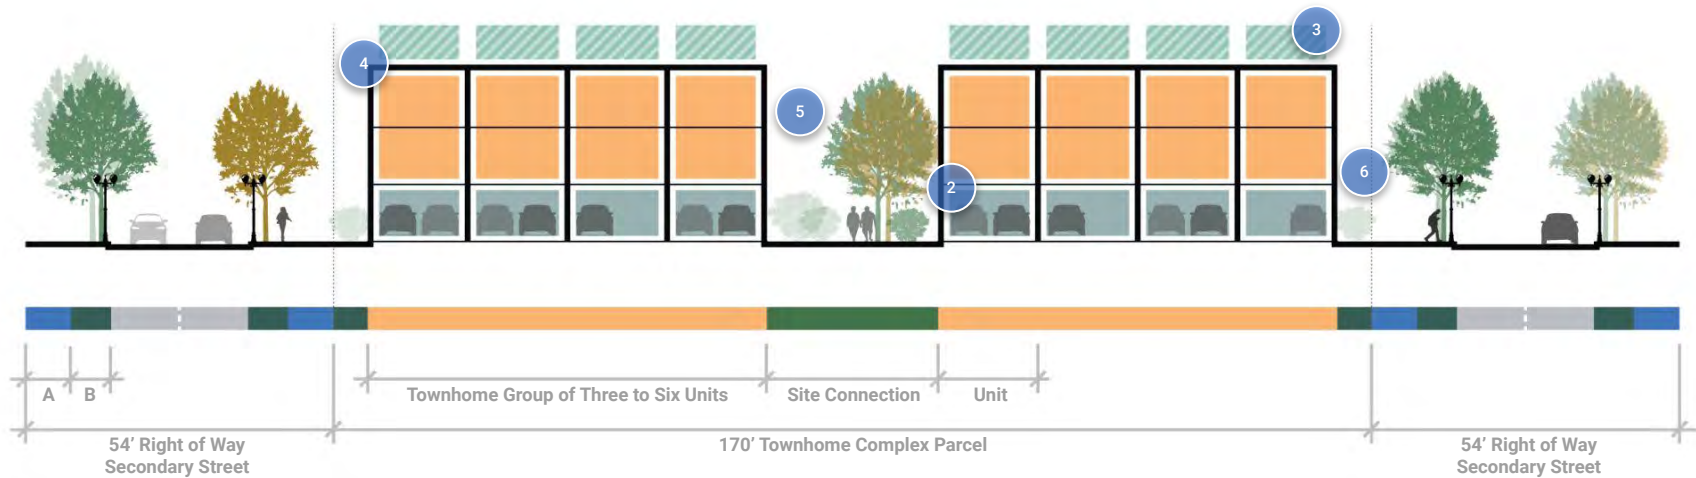 3
4
5
6
2
A
B
Townhome Group of Three to Six Units
Site Connection
Unit
54’ Right of Way
Secondary Street
170’ Townhome Complex Parcel
54’ Right of Way
Secondary Street